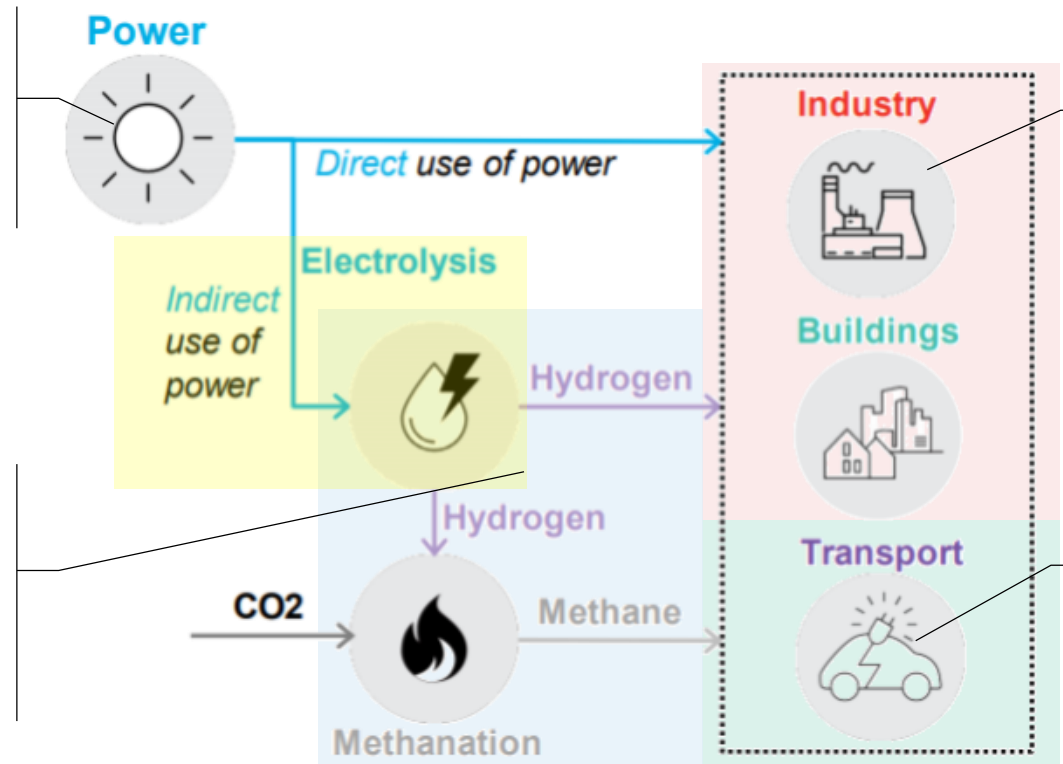 Power
Industry
Direct use of power
Electrolysis
Indirect
use of
power
Buildings
Hydrogen
Hydrogen
Transport
CO2
Methane
Methanation